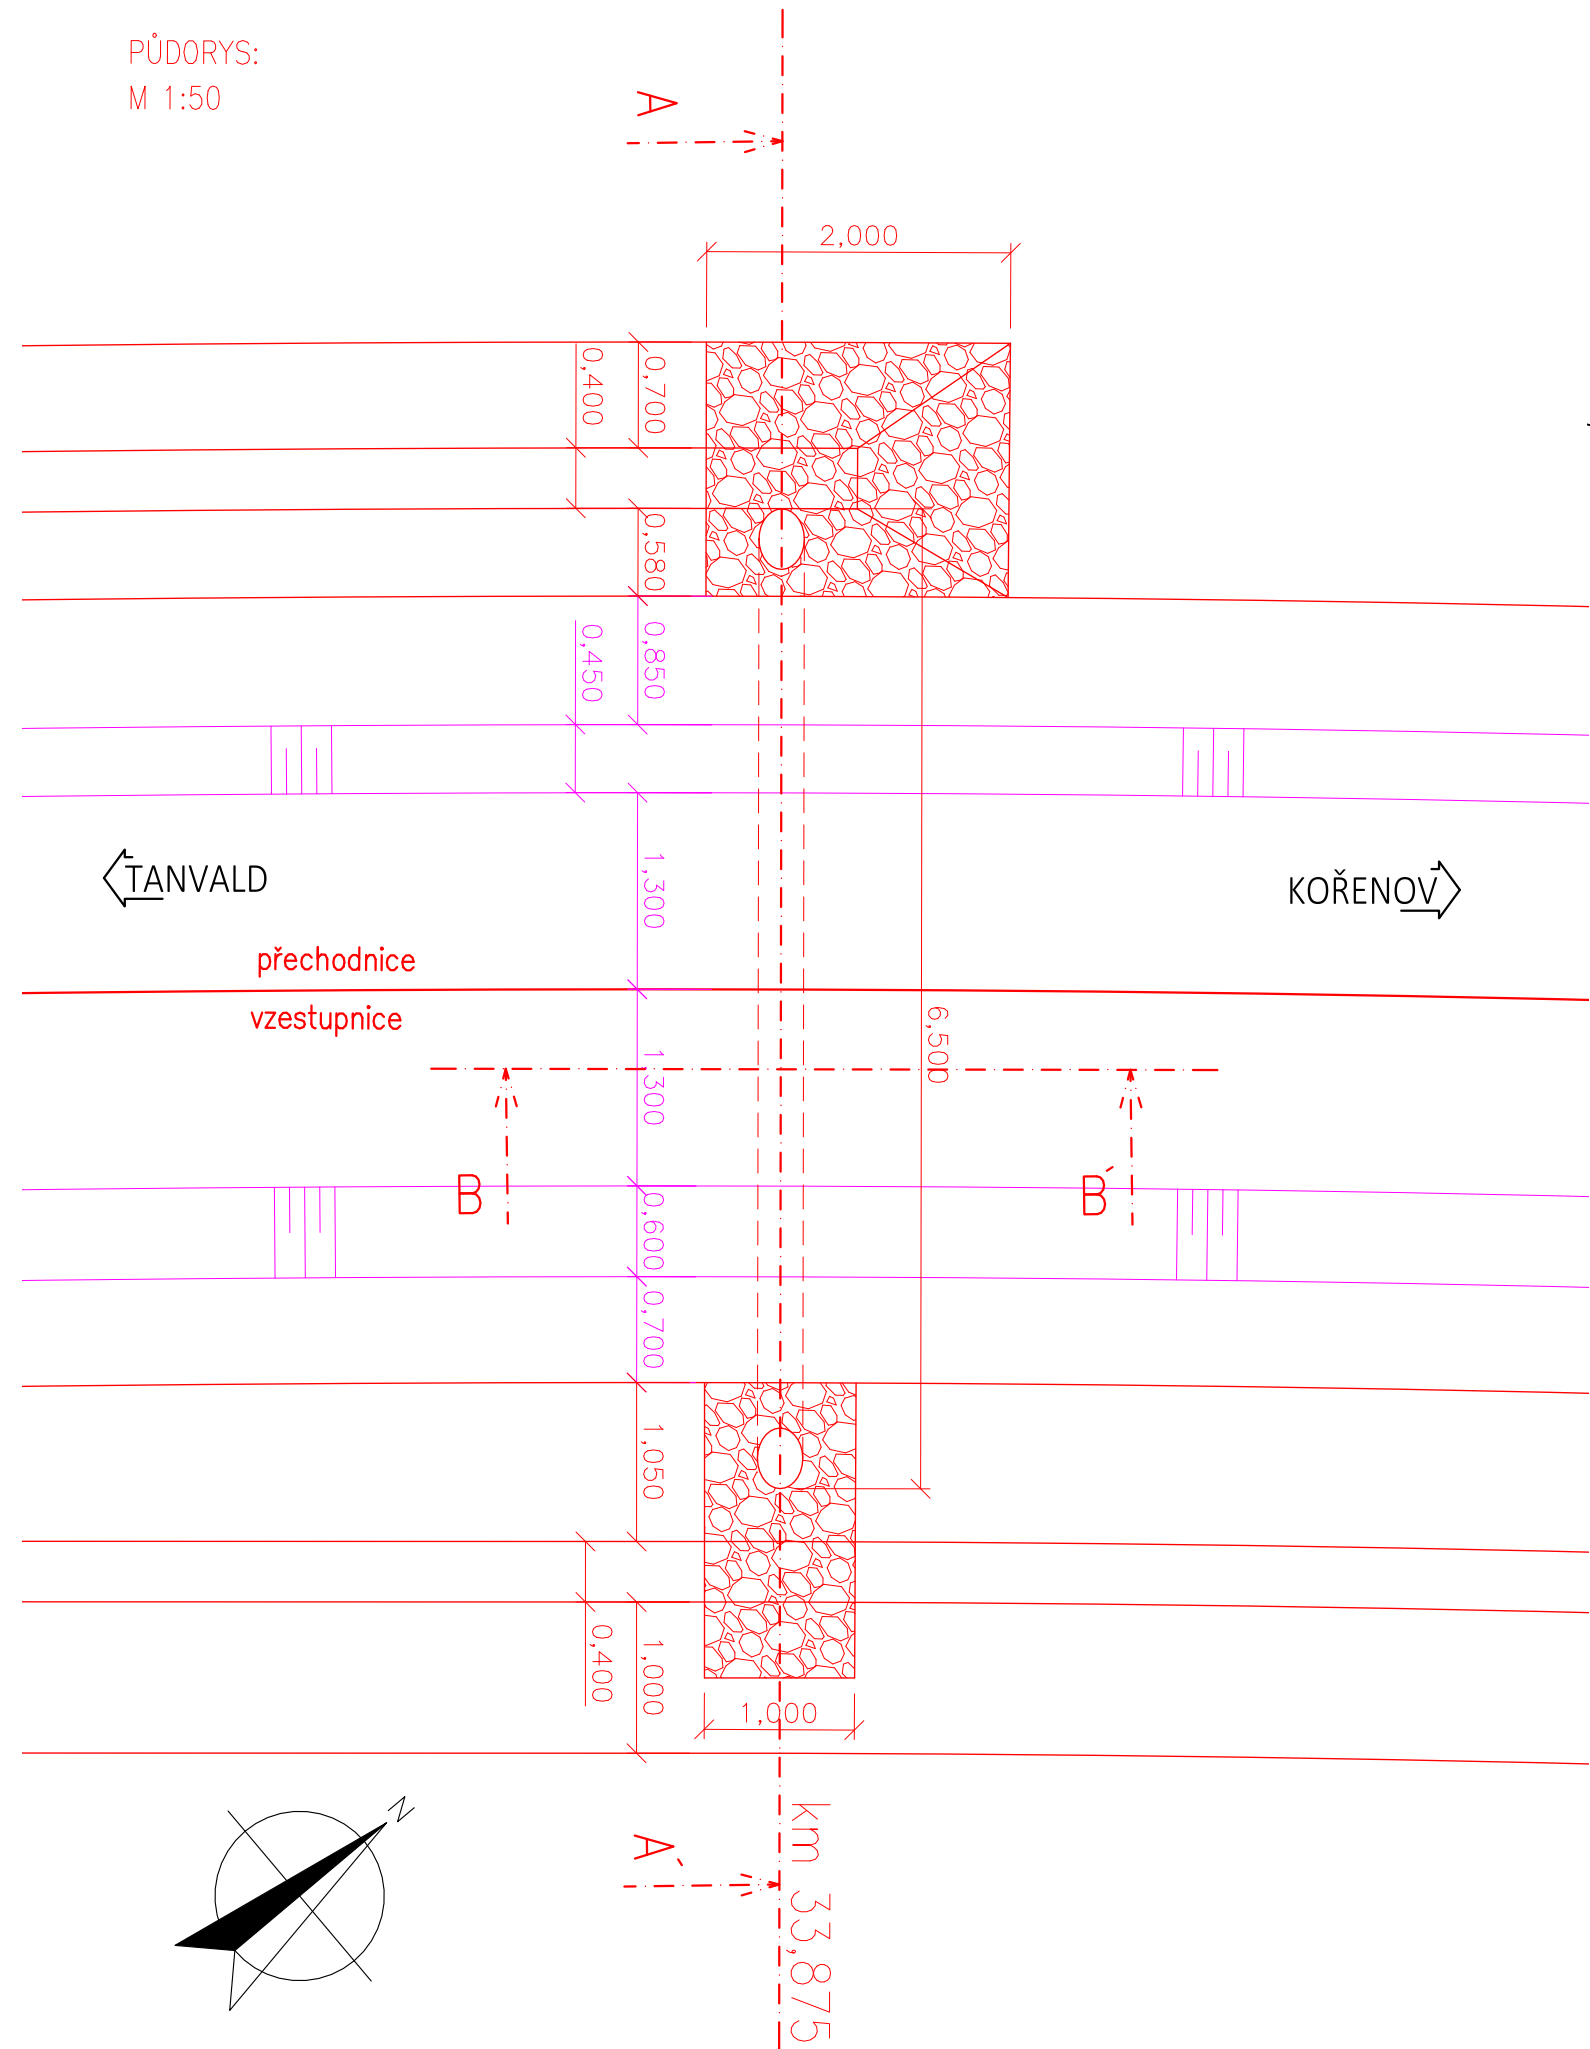 PŮDORYS:
M 1:50
A
2,000
0,400
0,700
0,580
0,450
0,850
TANVALD
KOŘENOV
1,300
přechodnice
vzestupnice
6,500
1,300
B
B'
0,600
0,700
1,050
0,400
1,000
1,000
A'
km 33,875
N